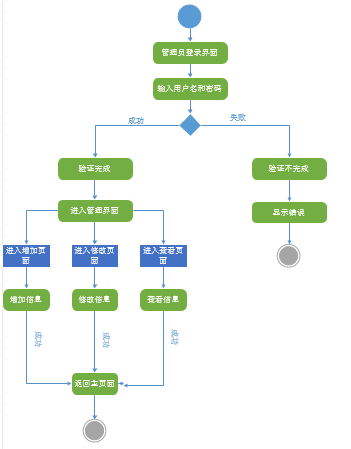 管理员登录界面
输入用户名和密码
成功
失败
验证完成
验证不完成
进入管理界面
显示错误
进入增加页
面
进入修改页
面
进入查看页
面
增加信息
修改信息
查看信息
成功
成功
成功
返回主页面